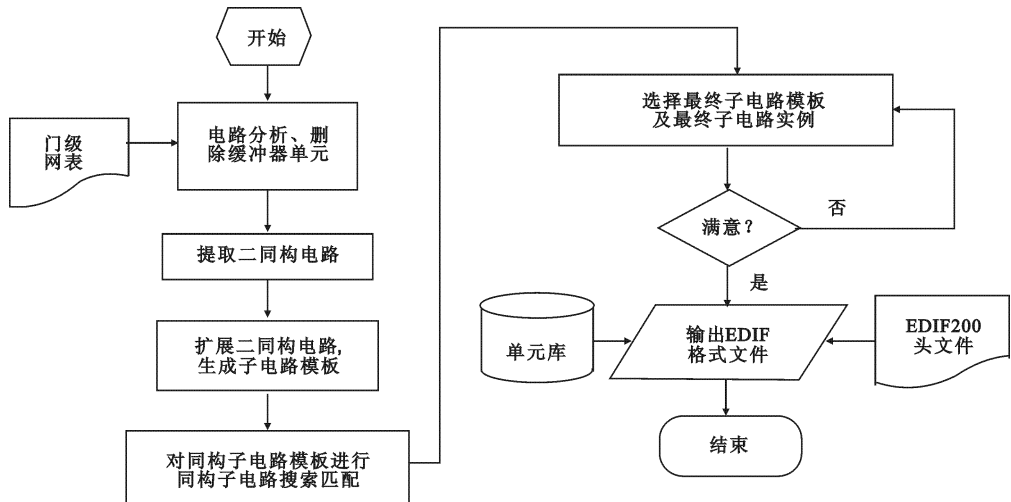 开始
门级
网表
电路分析、删
除缓冲器单元
提取二同构电路
扩展二同构电路,
生成子电路模板
对同构子电路模板进行
同构子电路搜索匹配
选择最终子电路模板
及最终子电路实例
满意?
否
是
单元库
输出EDIF
格式文件
EDIF200
头文件
结束